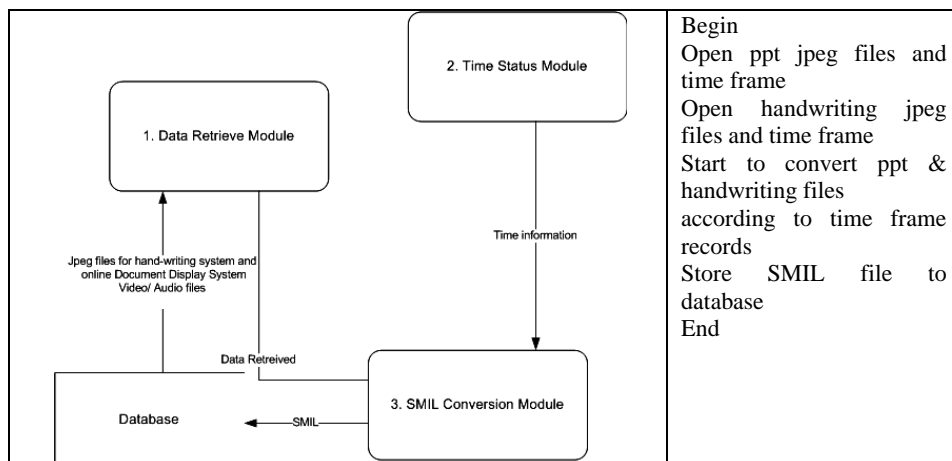 2. Time Status Module
1. Data Retrieve Module
Time information
Jpeg files for hand-writing system and
online Document Display System
Video/ Audio files
Data Retreived
3. SMIL Conversion Module
Database
SMIL
Begin
Open ppt jpeg files and
time frame
Open handwriting jpeg
files and time frame
Start to convert ppt &
handwriting files
according to time frame
records
Store SMIL file to
database
End